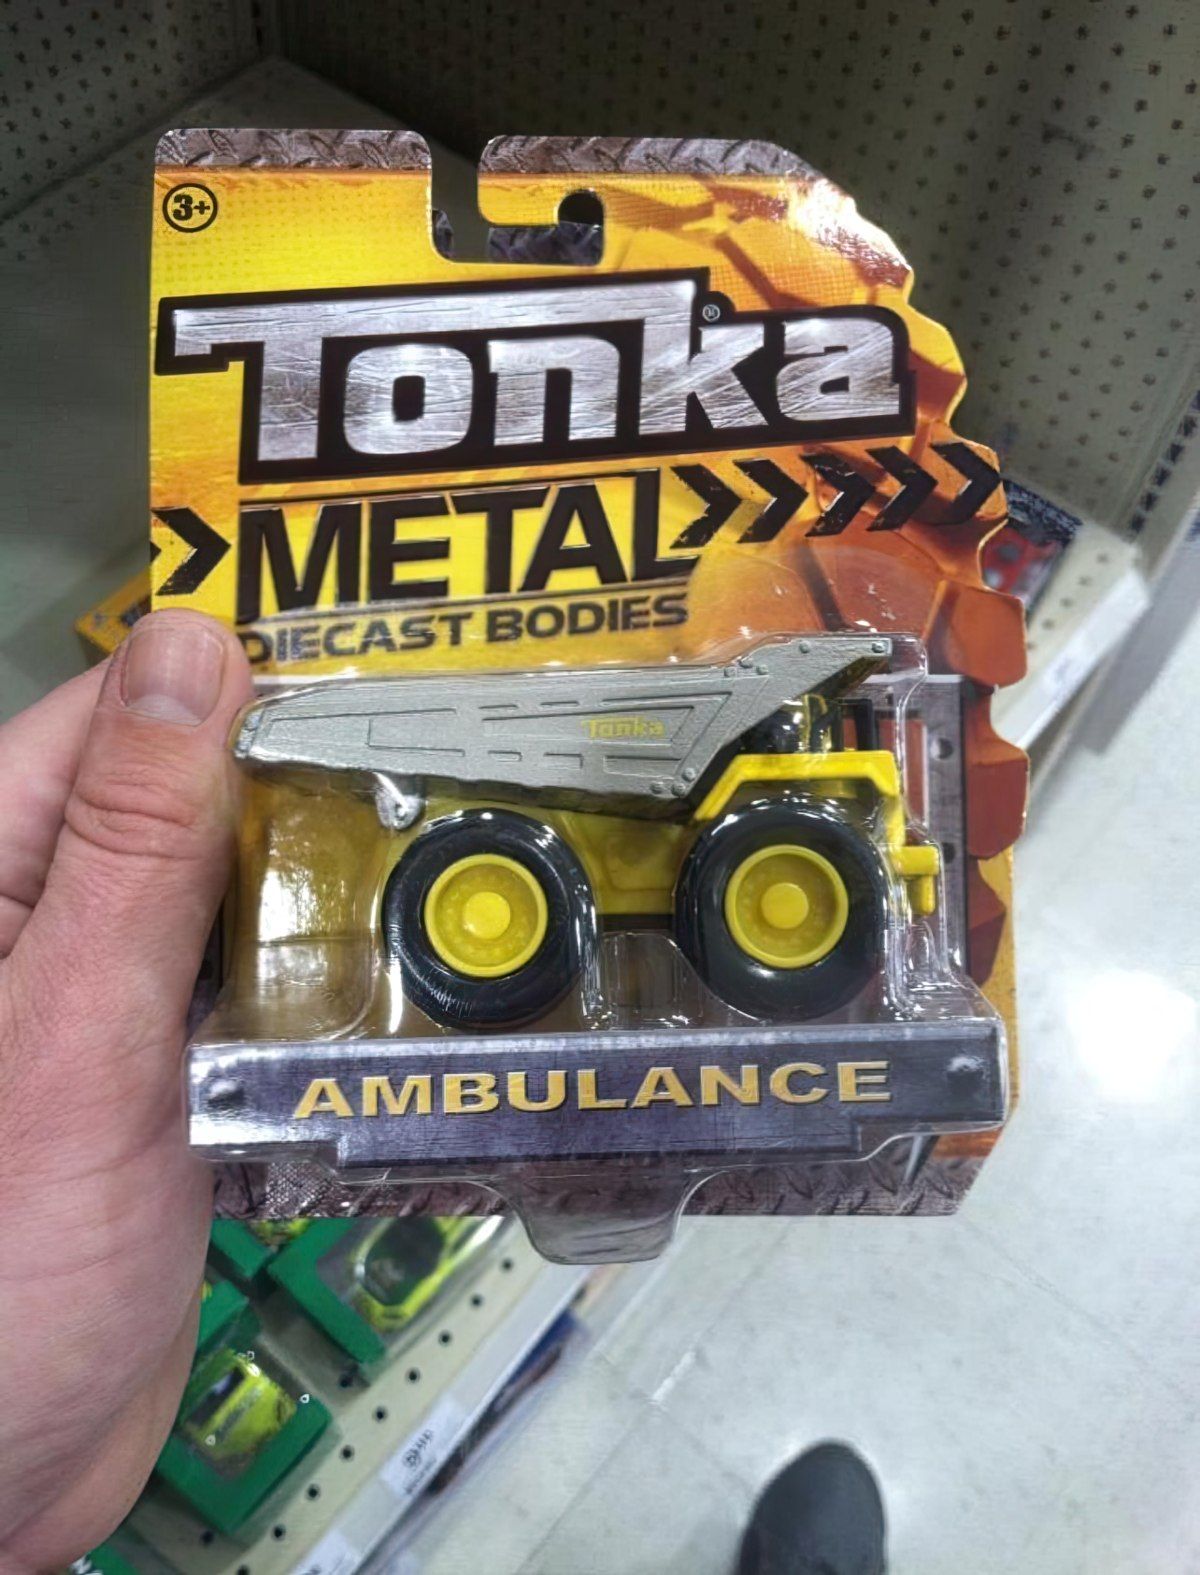 3+
Tonka
METAL
DIECAST BODIES
Tonka
AMBULANCE